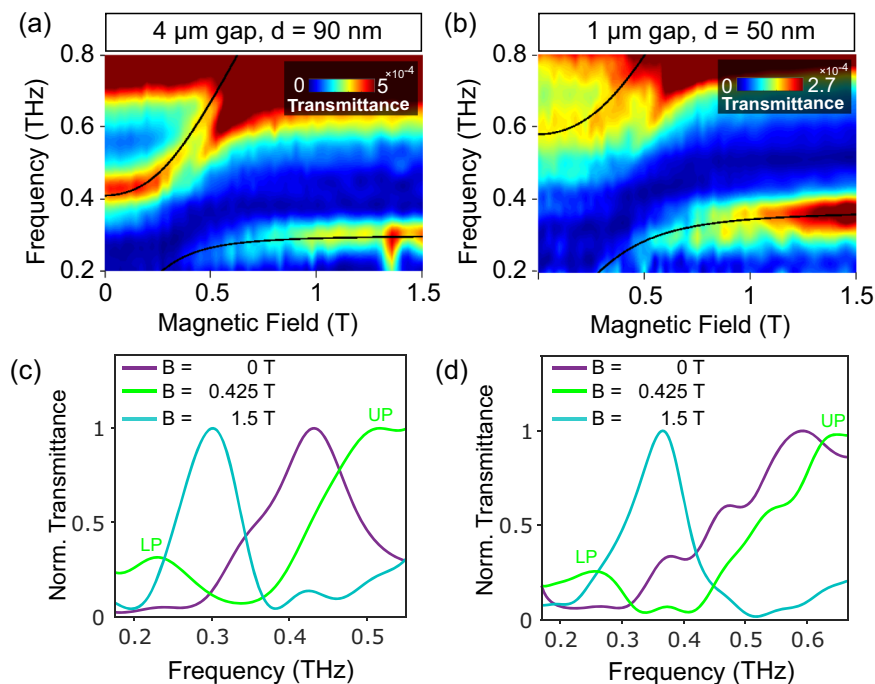 (a)
4 μm gap, d = 90 nm
0.8
0.6
0.4
0.2
Frequency (THz)
0
5
×10⁻⁴
Transmittance
0
0.5
1
1.5
Magnetic Field (T)
(b)
1 μm gap, d = 50 nm
0.8
0.6
0.4
0.2
Frequency (THz)
0
2.7
×10⁻⁴
Transmittance
0.5
1
1.5
Magnetic Field (T)
(c)
B = 0 T
B = 0.425 T
B = 1.5 T
UP
LP
1
0.5
0
Norm. Transmittance
0.2
0.3
0.4
0.5
Frequency (THz)
(d)
B = 0 T
B = 0.425 T
B = 1.5 T
UP
LP
1
0.5
0
Norm. Transmittance
0.2
0.3
0.4
0.5
0.6
Frequency (THz)